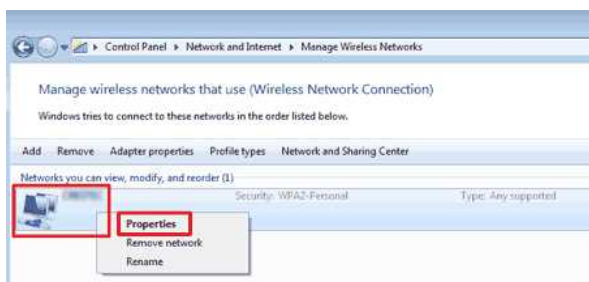 Control Panel ▸ Network and Internet ▸ Manage Wireless Networks
Manage wireless networks that use (Wireless Network Connection)
Windows tries to connect to these networks in the order listed below.
Add Remove Adapter properties Profile types Network and Sharing Center
Networks you can view, modify, and reorder (1)
Security: WPA2-Personal Type: Any supported
Properties
Remove network
Rename